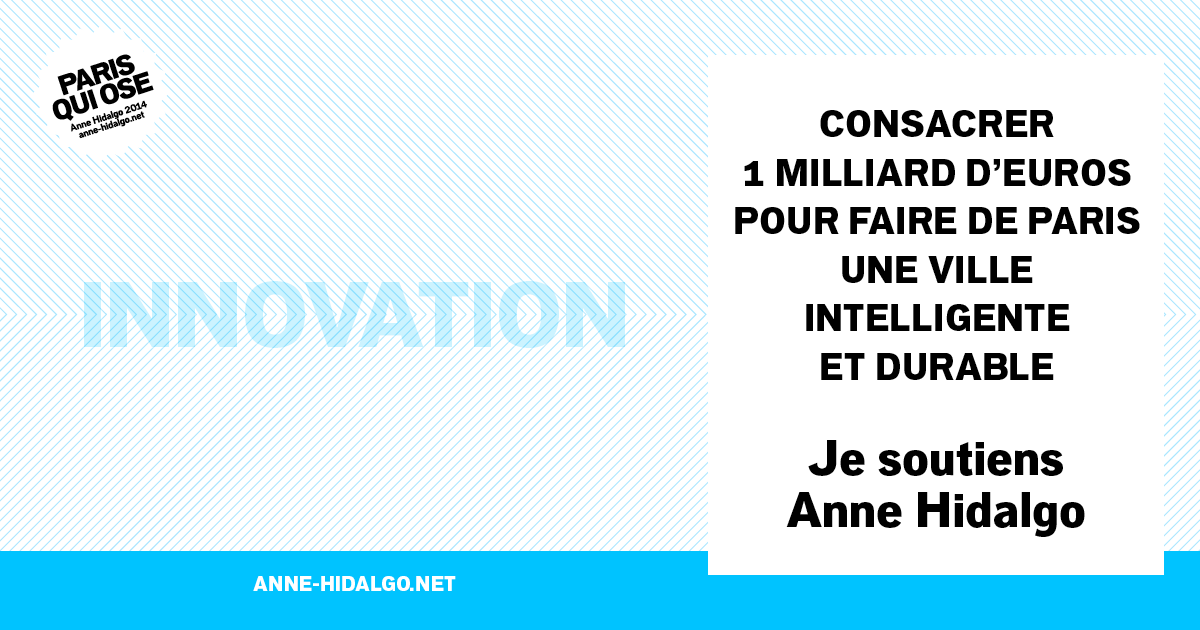 PARIS
QUI OSE
Anne Hidalgo 2014
anne-hidalgo.net
INNOVATION
CONSACRER
1 MILLIARD D’EUROS
POUR FAIRE DE PARIS
UNE VILLE
INTELLIGENTE
ET DURABLE
Je soutiens
Anne Hidalgo
ANNE-HIDALGO.NET